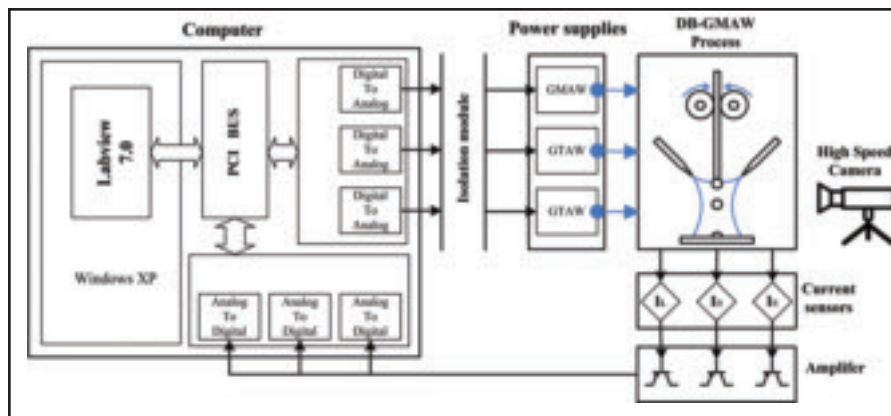 Computer
Power supplies
DB-GMAW
Process
Labview
7.0
PCI BUS
Digital
To
Analog
Digital
To
Analog
Digital
To
Analog
Isolation module
GMAW
GTAW
GTAW
High Speed
Camera
Windows XP
Analog
To
Digital
Analog
To
Digital
Analog
To
Digital
Current
sensors
Amplifer